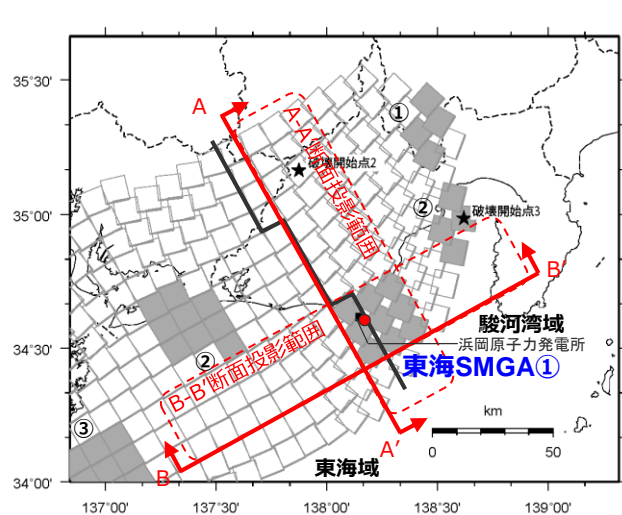 35°30'
35°00'
34°30'
34°00'
137°00'
137°30'
138°00'
138°30'
139°00'
A
A-A'断面投影範囲
①
破壊開始点2
②
破壊開始点3
B'
駿河湾域
浜岡原子力発電所
東海SMGA①
B-B'断面投影範囲
②
③
km
0
50
A'
B
東海域